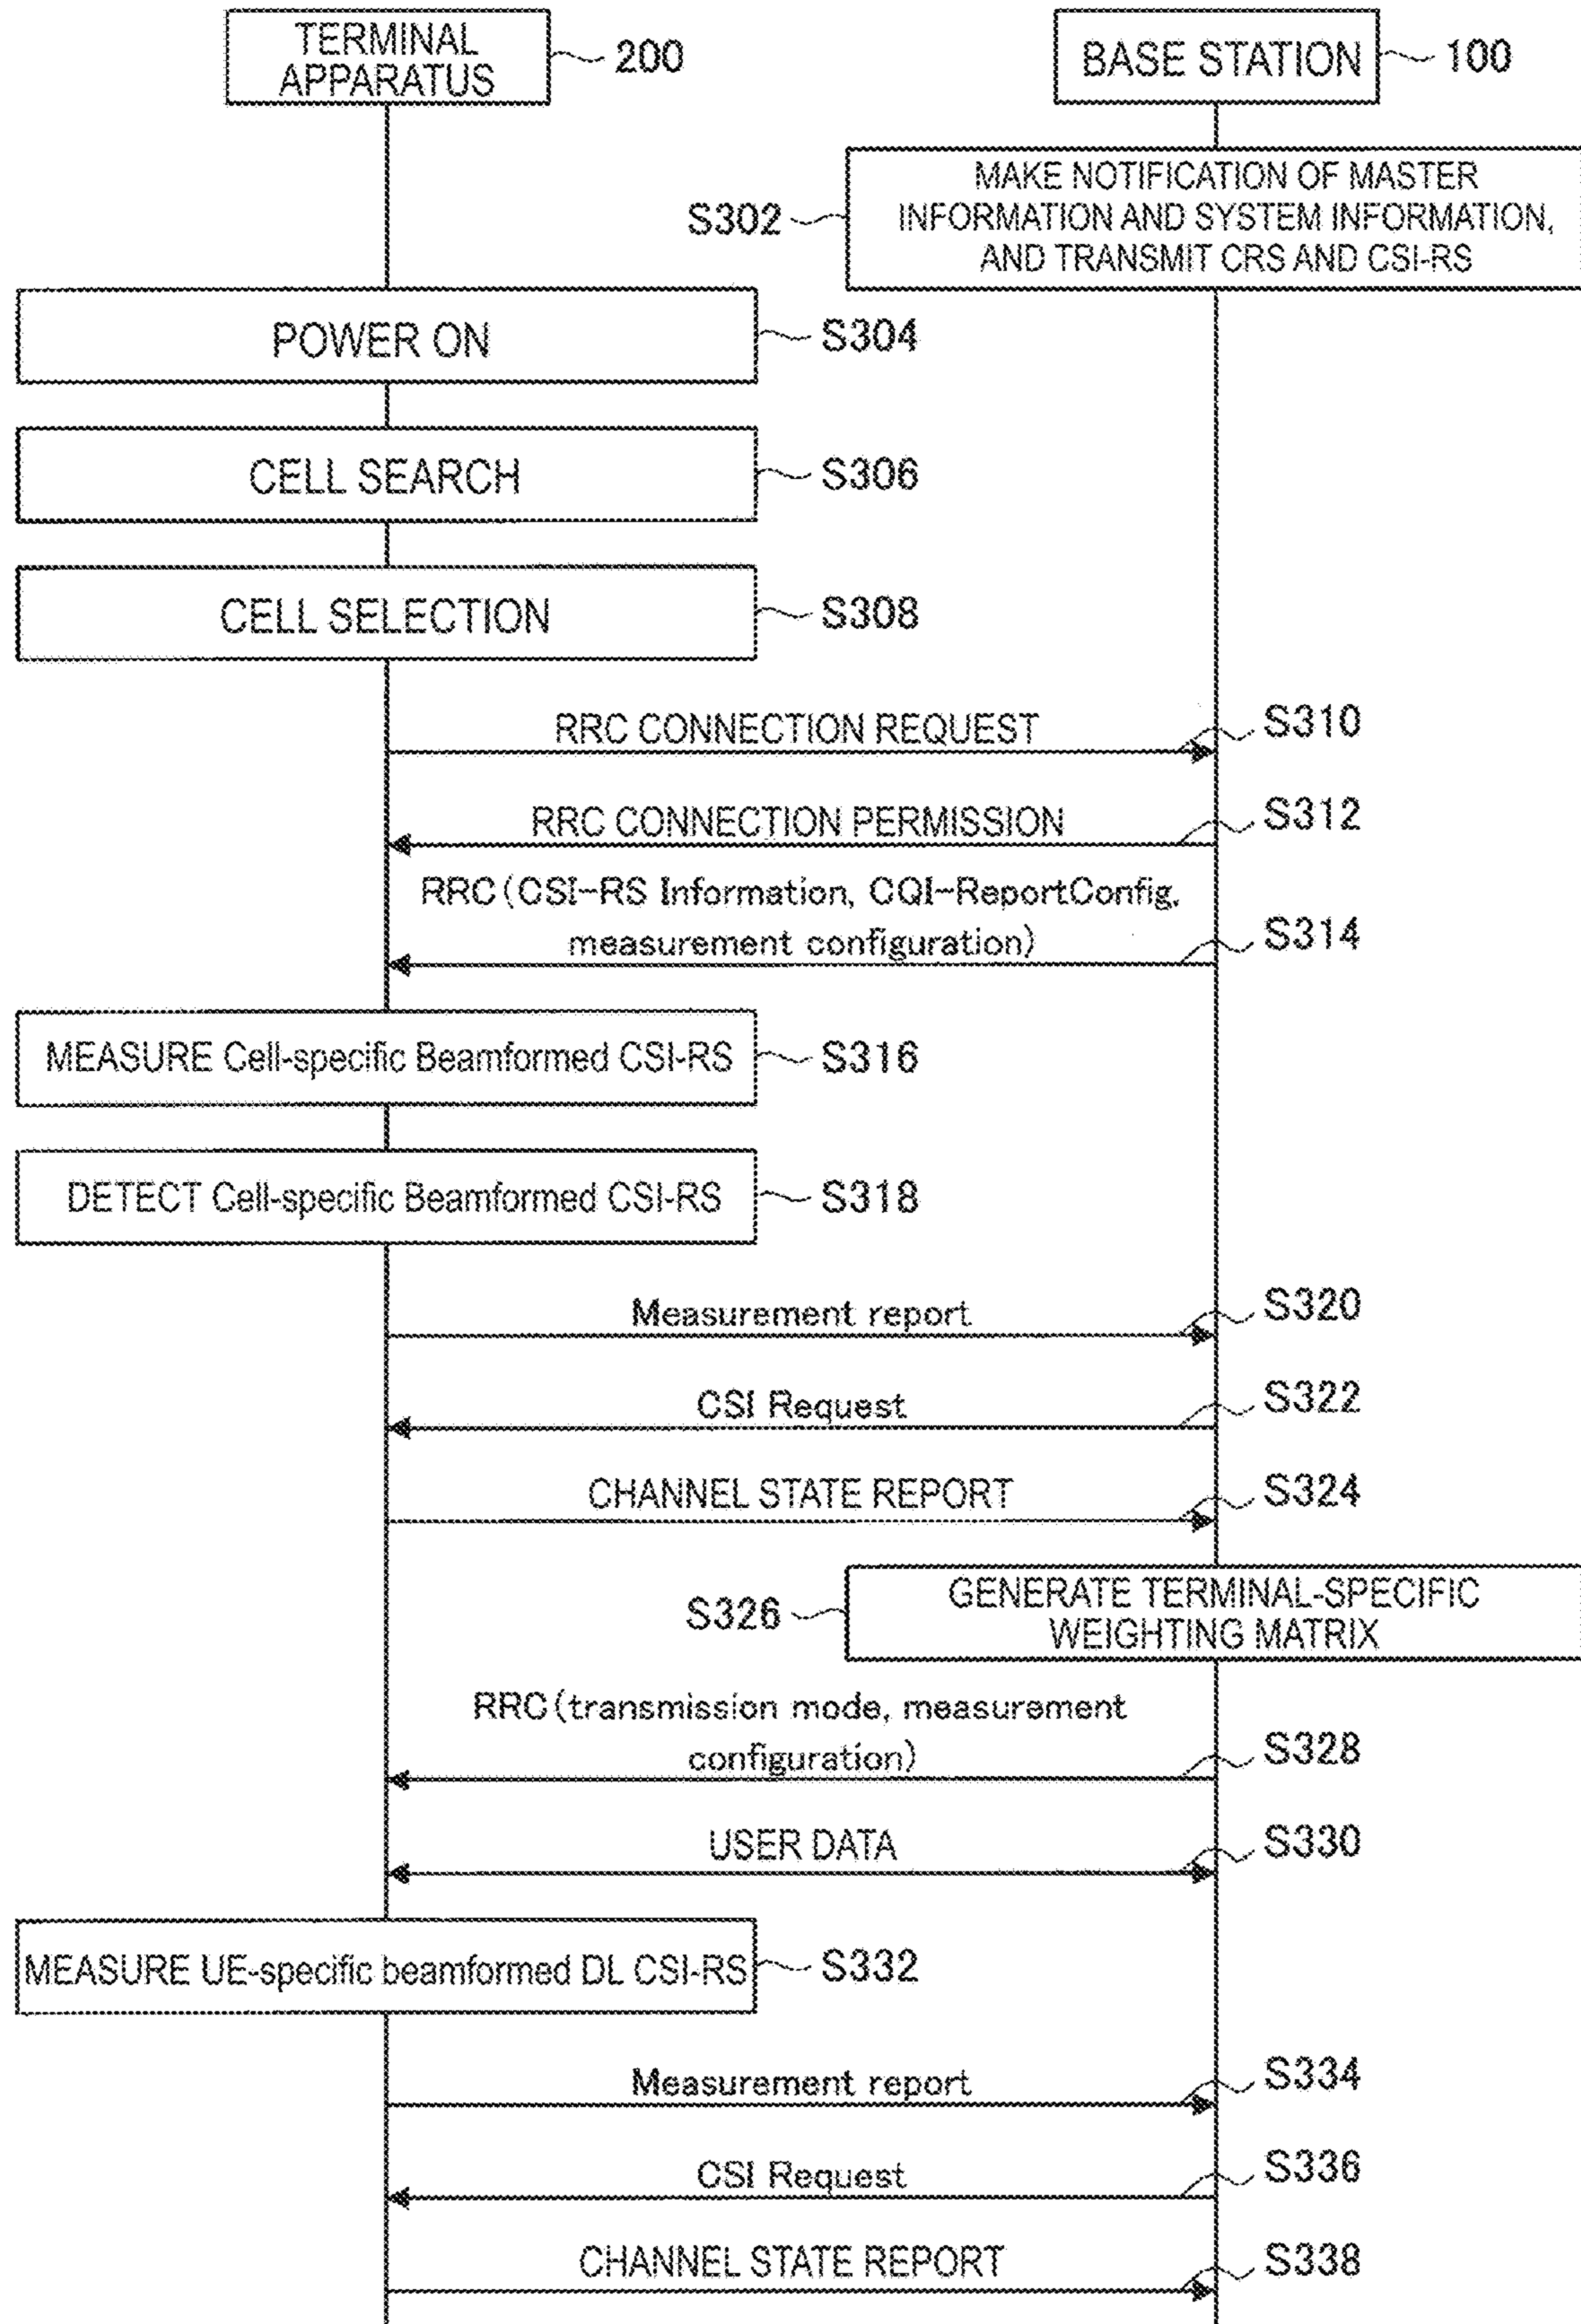 TERMINAL
APPARATUS
200
BASE STATION
100
MAKE NOTIFICATION OF MASTER
INFORMATION AND SYSTEM INFORMATION,
AND TRANSMIT CRS AND CSI-RS
S302
POWER ON
S304
CELL SEARCH
S306
CELL SELECTION
S308
RRC CONNECTION REQUEST
S310
RRC CONNECTION PERMISSION
S312
RRC(CSI-RS Information, CQI-ReportConfig,
measurement configuration)
S314
MEASURE Cell-specific Beamformed CSI-RS
S316
DETECT Cell-specific Beamformed CSI-RS
S318
Measurement report
S320
CSI Request
S322
CHANNEL STATE REPORT
S324
GENERATE TERMINAL-SPECIFIC
WEIGHTING MATRIX
S326
RRC(transmission mode, measurement
configuration)
S328
USER DATA
S330
MEASURE UE-specific beamformed DL CSI-RS
S332
Measurement report
S334
CSI Request
S336
CHANNEL STATE REPORT
S338